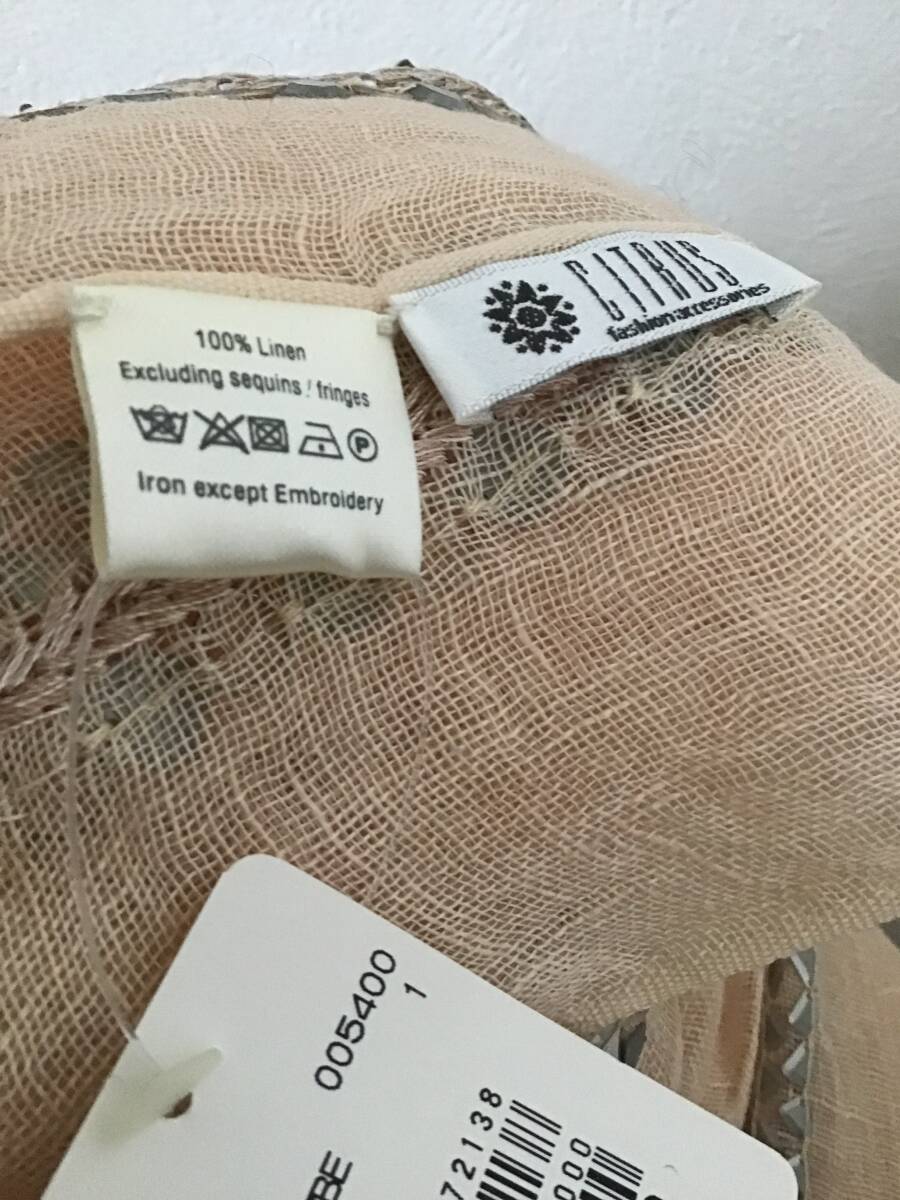 CITRUS
fashion accessories
100% Linen
Excluding sequins / fringes
P
Iron except Embroidery
005400
1
72138
000
BE